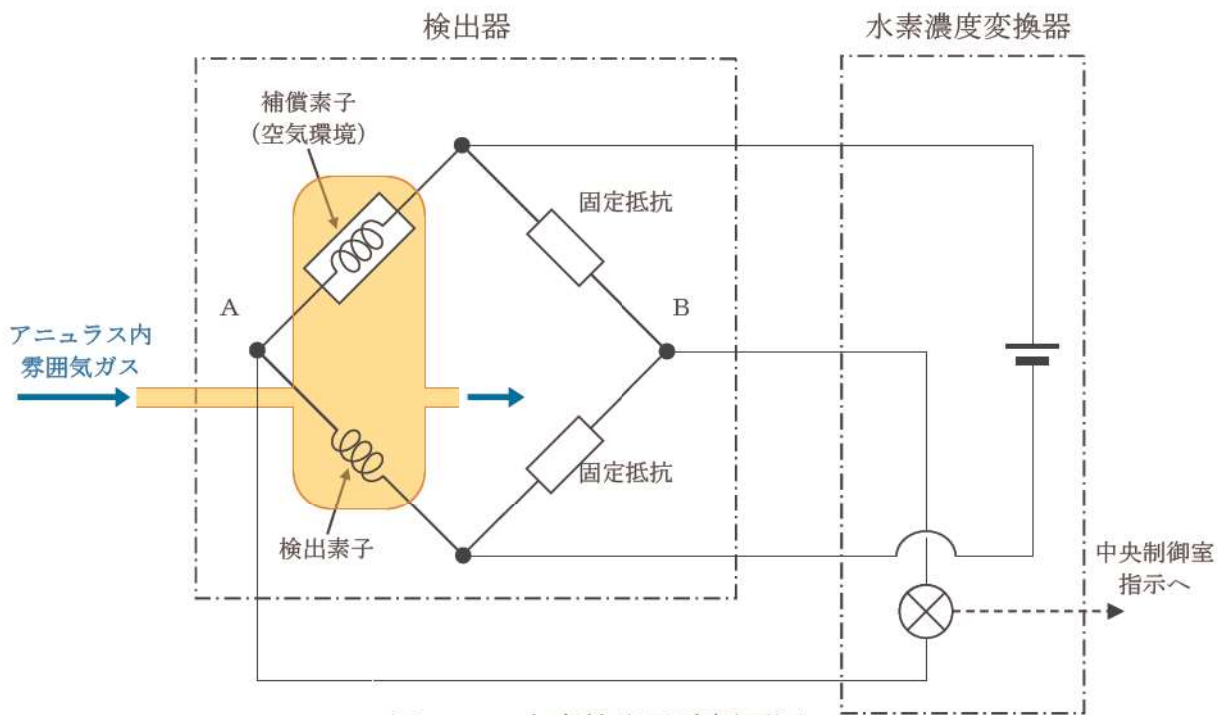 検出器
水素濃度変換器
補償素子
(空気環境)
固定抵抗
A
B
アニュラス内
雰囲気ガス
固定抵抗
検出素子
中央制御室
指示へ